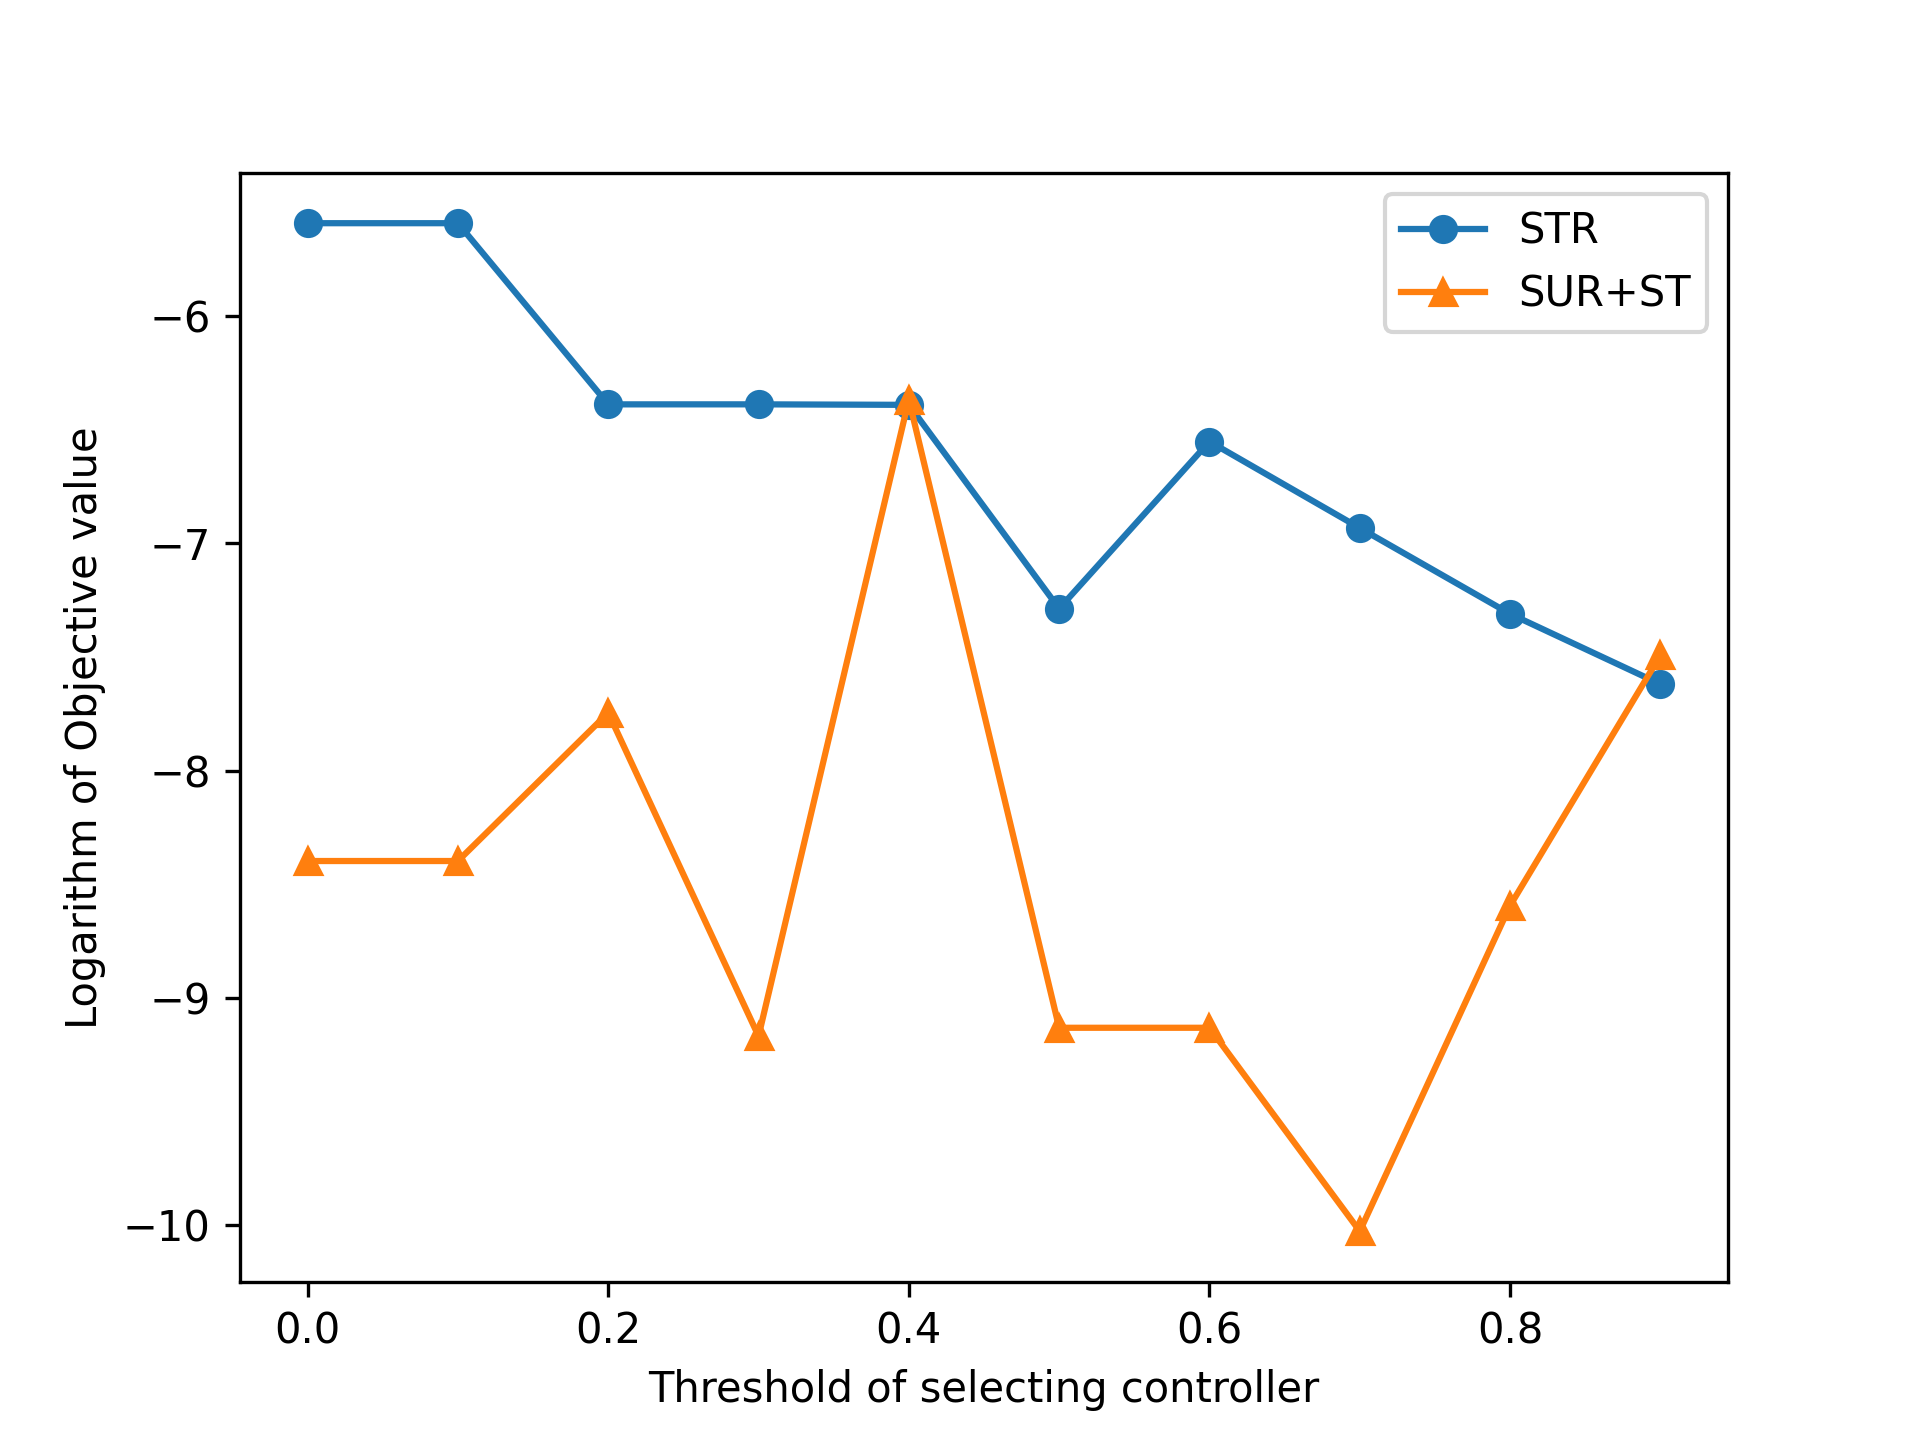 STR
SUR+ST
−6
−7
−8
−9
−10
Logarithm of Objective value
0.0 0.2 0.4 0.6 0.8
Threshold of selecting controller